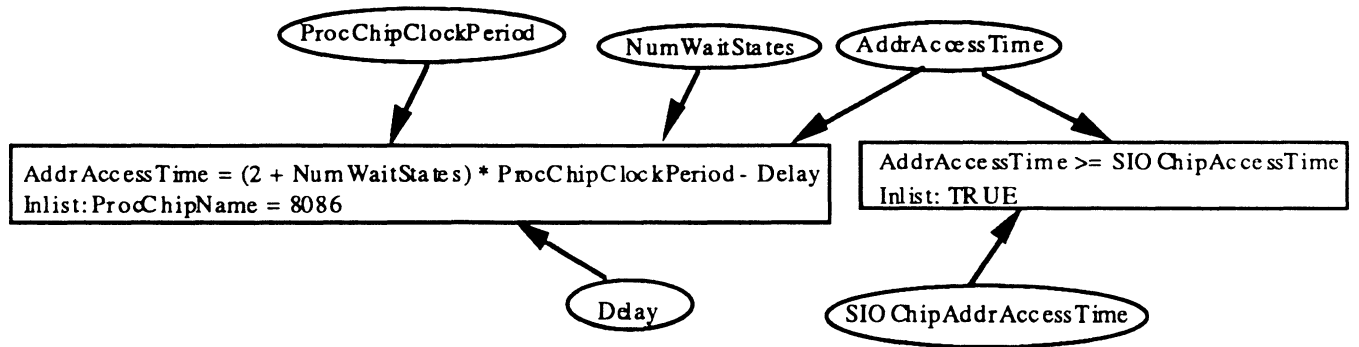 ProcChipClockPeriod
NumWaitStates
AddrAccessTime
AddrAccessTime = (2 + NumWaitStates) * ProcChipClockPeriod - Delay
Inlist: ProcChipName = 8086
AddrAccessTime >= SIOChipAccessTime
Inlist: TRUE
Delay
SIOChipAddrAccessTime